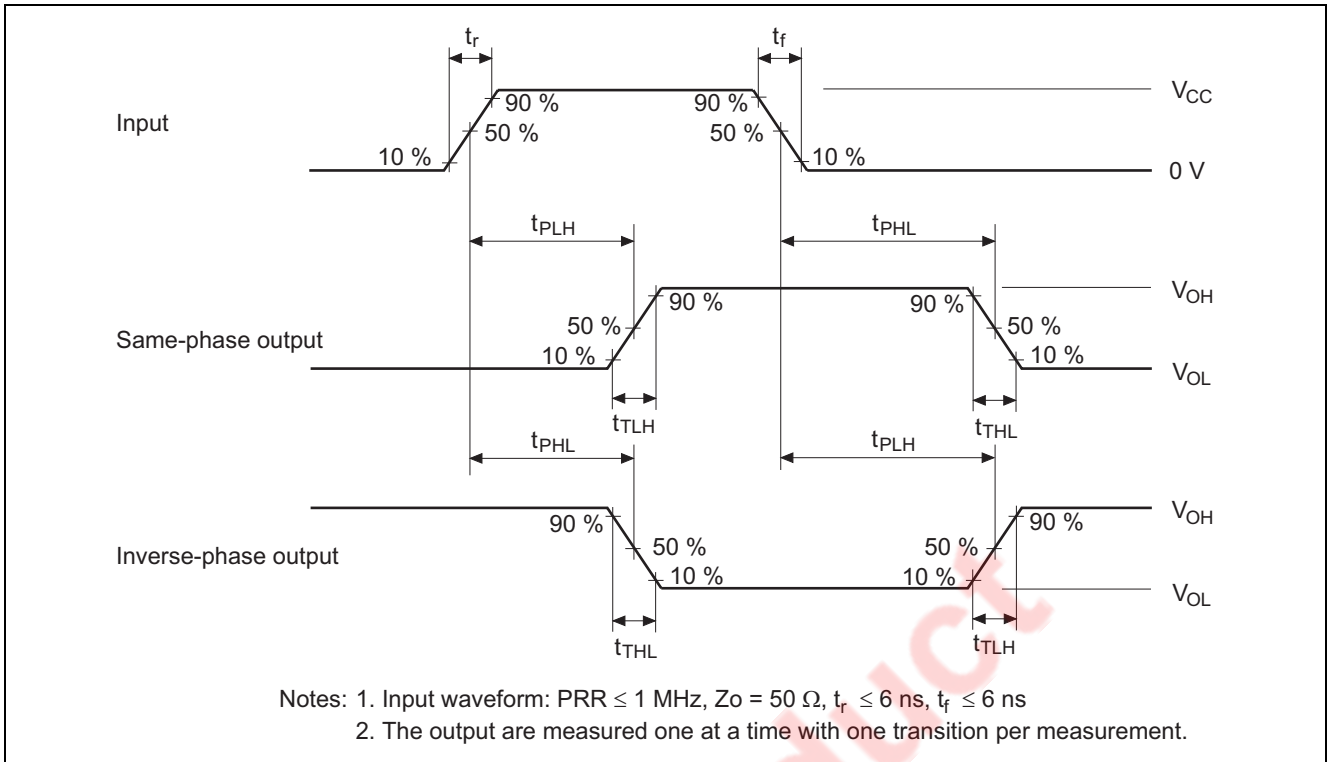 tr tf
90 % 90 % VCC
Input 50 % 50 %
10 % 10 % 0 V
tPLH tPHL
90 % 90 % VOH
50 % 50 %
Same-phase output 10 % 10 %
VOL
tTLH tTHL
tPHL tPLH
90 % 90 % VOH
50 % 50 %
Inverse-phase output 10 % 10 %
VOL
tTHL tTLH
Notes: 1. Input waveform: PRR ≤ 1 MHz, Zo = 50 Ω, tr ≤ 6 ns, tf ≤ 6 ns
2. The output are measured one at a time with one transition per measurement.
duct